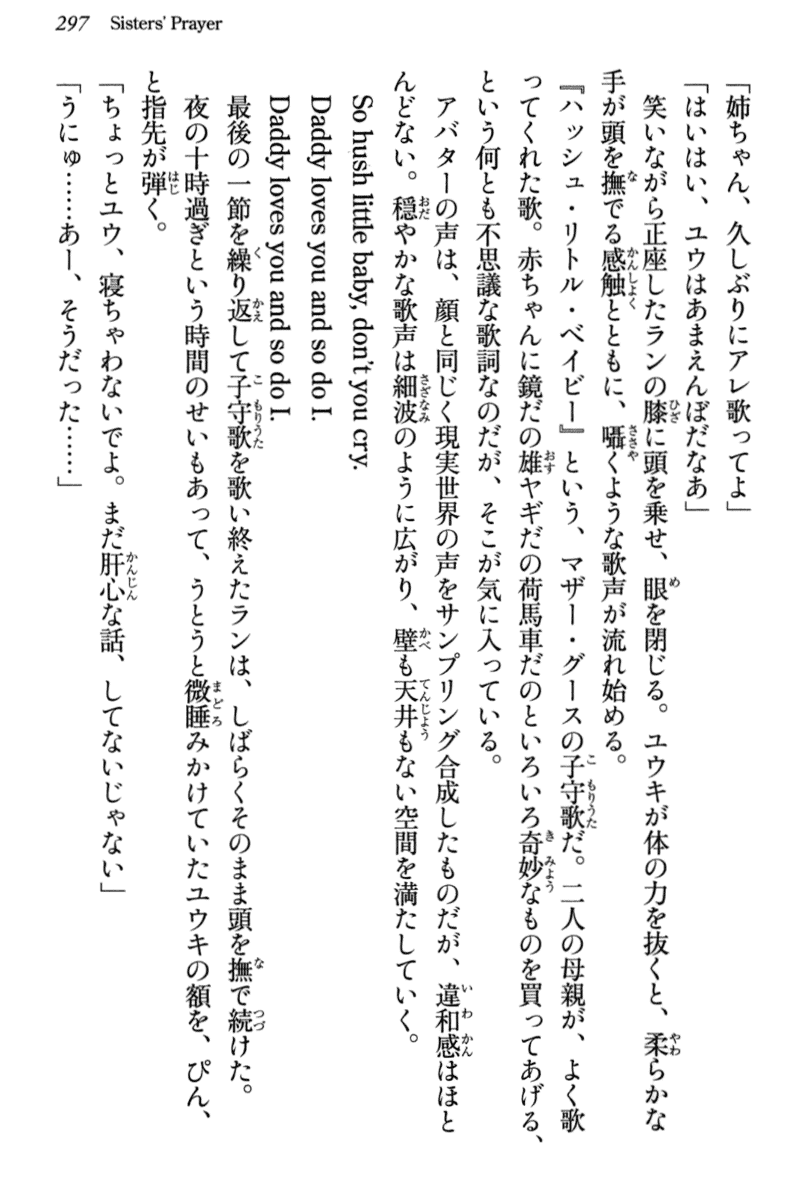 297 Sisters' Prayer
「姉ちゃん、久しぶりにアレ歌ってよ」
「はいはい、ユウはあまえんぼだなあ」
笑いながら正座したランの膝に頭を乗せ、眼を閉じる。ユウキが体の力を抜くと、柔らかな
手が頭を撫でる感触とともに、囁くような歌声が流れ始める。
『ハッシュ・リトル・ベイビー』という、マザー・グースの子守歌だ。二人の母親が、よく歌
ってくれた歌。赤ちゃんに鏡だの雄ヤギだの荷馬車だのといろいろ奇妙なものを買ってあげる、
という何とも不思議な歌詞なのだが、そこが気に入っている。
アバターの声は、顔と同じく現実世界の声をサンプリング合成したものだが、違和感はほと
んどない。穏やかな歌声は細波のように広がり、壁も天井もない空間を満たしていく。
So hush little baby, don't you cry.
Daddy loves you and so do I.
Daddy loves you and so do I.
最後の一節を繰り返して子守歌を歌い終えたランは、しばらくそのまま頭を撫で続けた。
夜の十時過ぎという時間のせいもあって、うとうと微睡みかけていたユウキの額を、ぴん、
と指先が弾く。
「ちょっとユウ、寝ちゃわないでよ。まだ肝心な話、してないじゃない」
「うにゅ……あー、そうだった……」